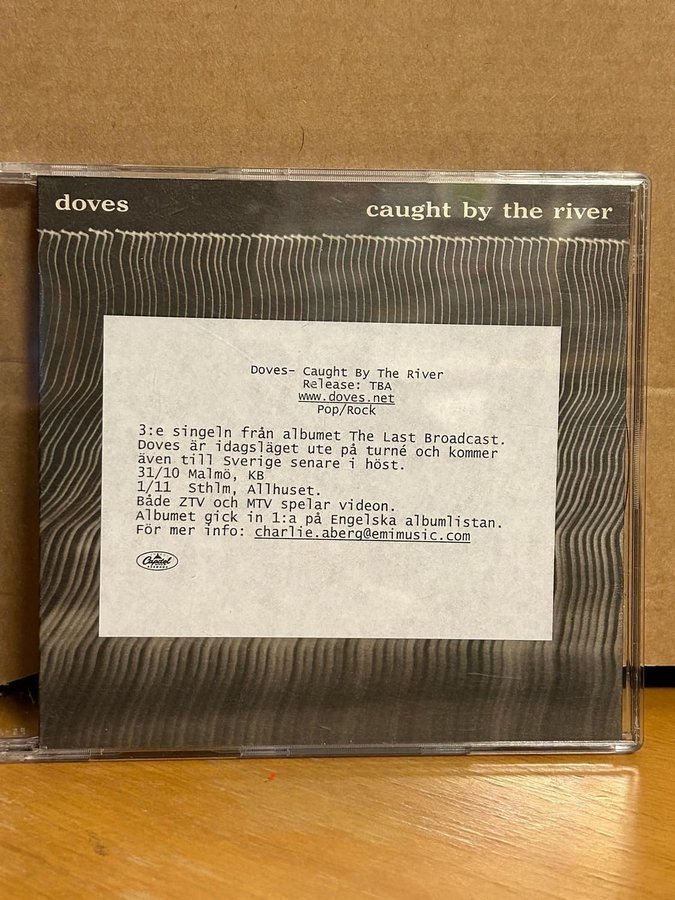 doves
caught by the river
Doves- Caught By The River
Release: TBA
www.doves.net
Pop/Rock
3:e singeln från albumet The Last Broadcast.
Doves är idagsläget ute på turné och kommer
även till Sverige senare i höst.
31/10 Malmö, KB
1/11 Sthlm, Allhuset.
Både ZTV och MTV spelar videon.
Albumet gick in 1:a på Engelska albumlistan.
För mer info: charlie.aberg@emimusic.com
Capitol
RECORDS